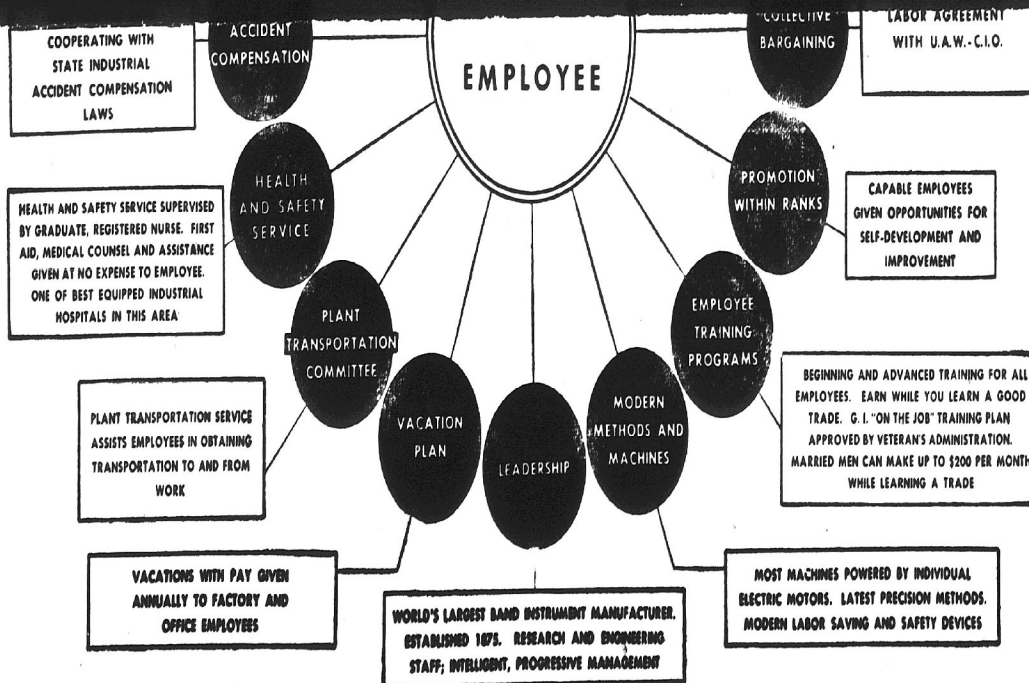 EMPLOYEE
COOPERATING WITH
STATE INDUSTRIAL
ACCIDENT COMPENSATION
LAWS
ACCIDENT
COMPENSATION
COLLECTIVE
BARGAINING
LABOR AGREEMENT
WITH U.A.W.-C.I.O.
HEALTH
AND SAFETY
SERVICE
HEALTH AND SAFETY SERVICE SUPERVISED
BY GRADUATE, REGISTERED NURSE. FIRST
AID, MEDICAL COUNSEL AND ASSISTANCE
GIVEN AT NO EXPENSE TO EMPLOYEE.
ONE OF BEST EQUIPPED INDUSTRIAL
HOSPITALS IN THIS AREA
PROMOTION
WITHIN RANKS
CAPABLE EMPLOYEES
GIVEN OPPORTUNITIES FOR
SELF-DEVELOPMENT AND
IMPROVEMENT
PLANT
TRANSPORTATION
COMMITTEE
PLANT TRANSPORTATION SERVICE
ASSISTS EMPLOYEES IN OBTAINING
TRANSPORTATION TO AND FROM
WORK
EMPLOYEE
TRAINING
PROGRAMS
BEGINNING AND ADVANCED TRAINING FOR ALL
EMPLOYEES. EARN WHILE YOU LEARN A GOOD
TRADE. G.I. "ON THE JOB" TRAINING PLAN
APPROVED BY VETERAN'S ADMINISTRATION.
MARRIED MEN CAN MAKE UP TO $200 PER MONTH
WHILE LEARNING A TRADE
VACATION
PLAN
VACATIONS WITH PAY GIVEN
ANNUALLY TO FACTORY AND
OFFICE EMPLOYEES
LEADERSHIP
WORLD'S LARGEST BAND INSTRUMENT MANUFACTURER.
ESTABLISHED 1875. RESEARCH AND ENGINEERING
STAFF; INTELLIGENT, PROGRESSIVE MANAGEMENT
MODERN
METHODS AND
MACHINES
MOST MACHINES POWERED BY INDIVIDUAL
ELECTRIC MOTORS. LATEST PRECISION METHODS.
MODERN LABOR SAVING AND SAFETY DEVICES